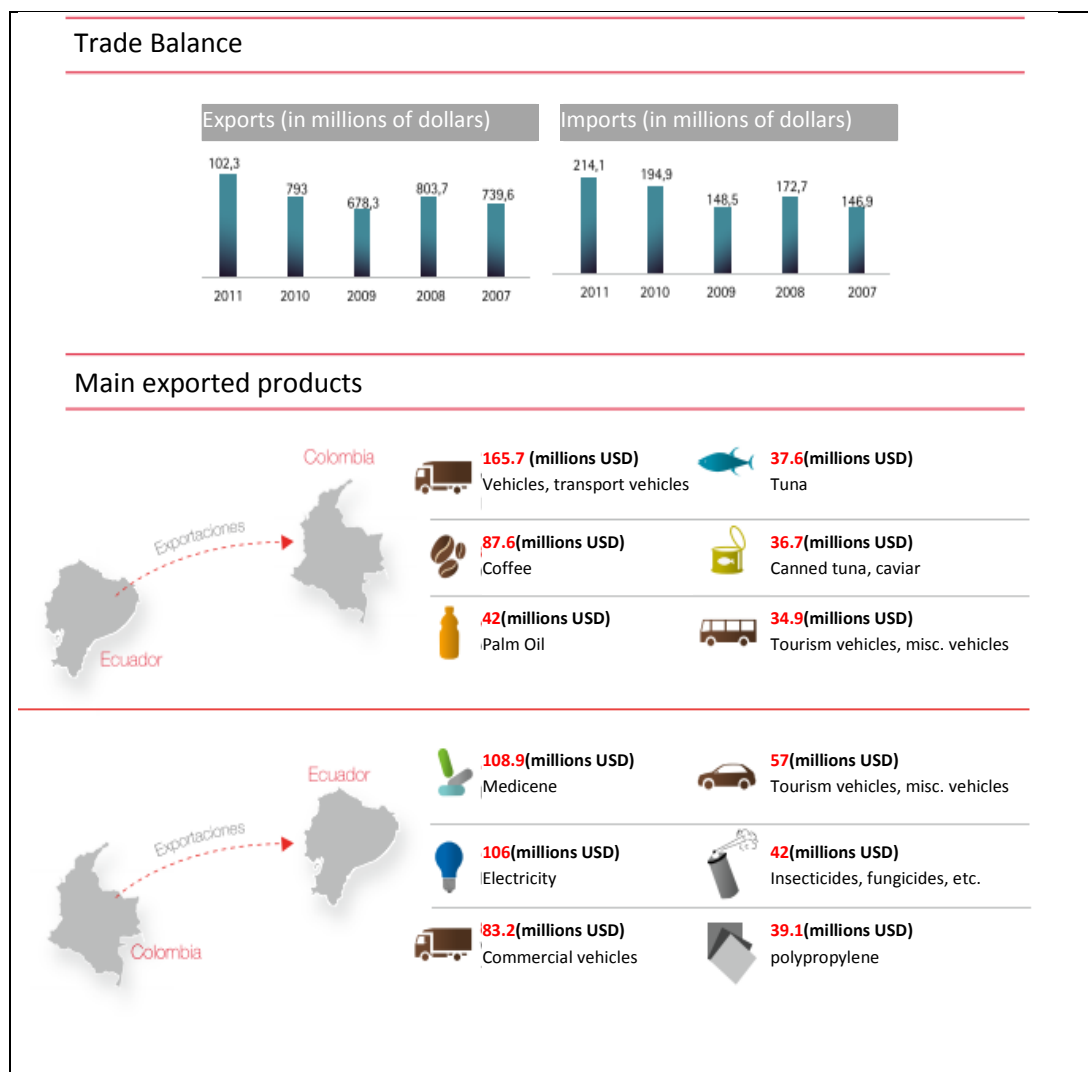 Trade Balance
Exports (in millions of dollars)
102,3
793
678,3
803,7
739,6
2011
2010
2009
2008
2007
Imports (in millions of dollars)
214,1
194,9
148,5
172,7
146,9
2011
2010
2009
2008
2007
Main exported products
Colombia
Exportaciones
Ecuador
165.7 (millions USD)
Vehicles, transport vehicles
37.6(millions USD)
Tuna
87.6(millions USD)
Coffee
36.7(millions USD)
Canned tuna, caviar
42(millions USD)
Palm Oil
34.9(millions USD)
Tourism vehicles, misc. vehicles
Ecuador
Exportaciones
Colombia
108.9(millions USD)
Medicene
57(millions USD)
Tourism vehicles, misc. vehicles
106(millions USD)
Electricity
42(millions USD)
Insecticides, fungicides, etc.
83.2(millions USD)
Commercial vehicles
39.1(millions USD)
polypropylene